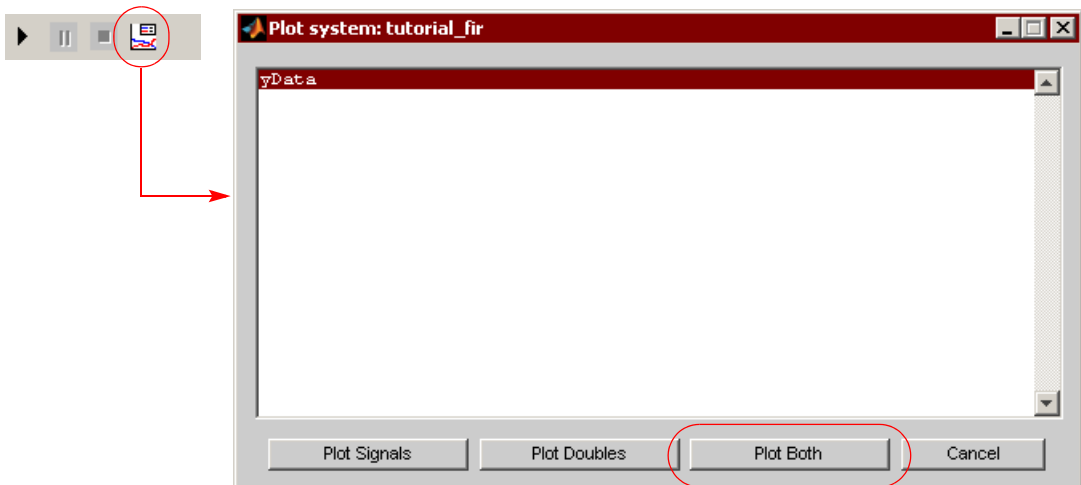 Plot system: tutorial_fir
yData
Plot Signals
Plot Doubles
Plot Both
Cancel